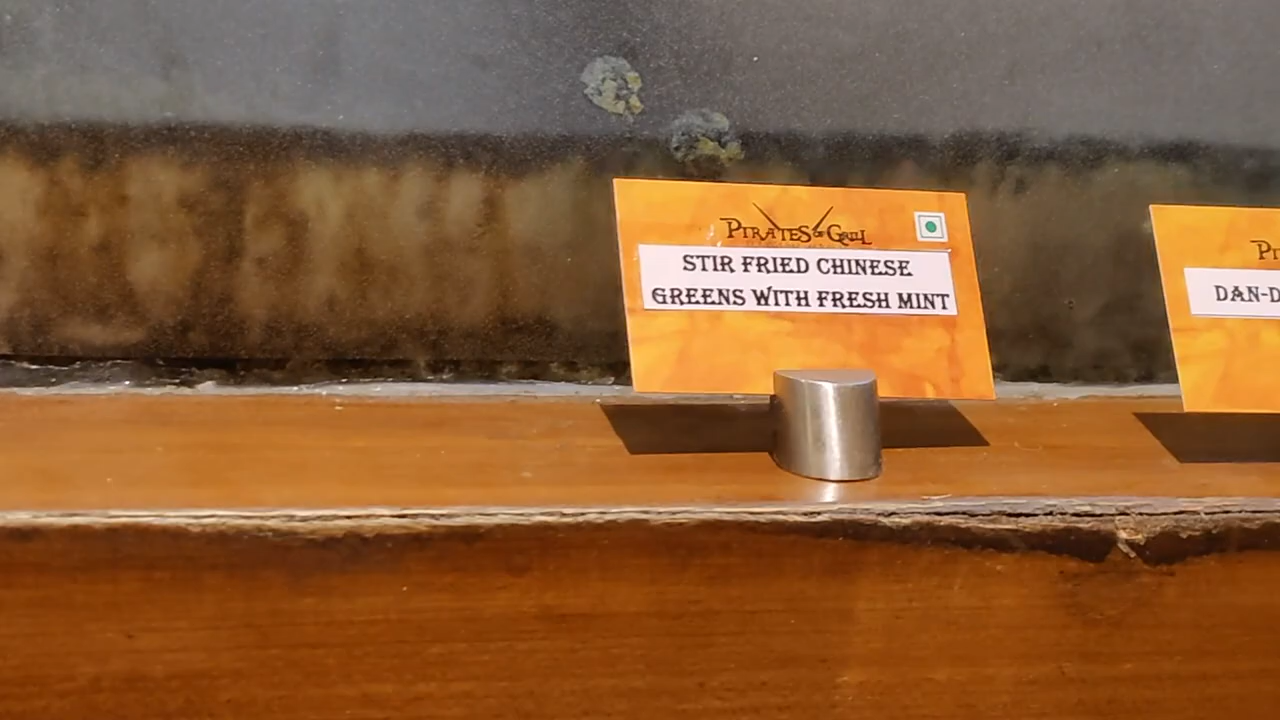 PIRATES OF GRILL
STIR FRIED CHINESE
GREENS WITH FRESH MINT
PI
DAN-D